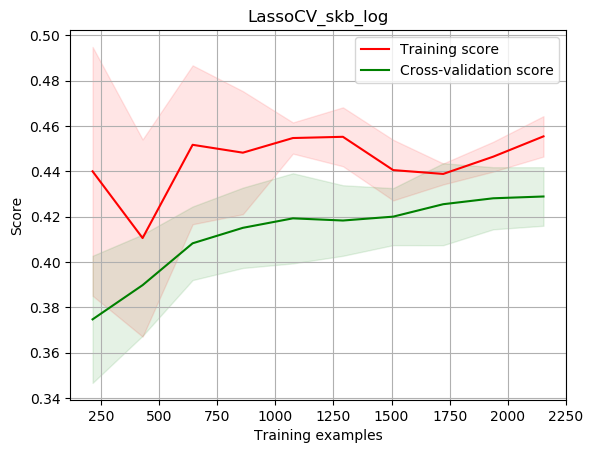 LassoCV_skb_log
Training score
Cross-validation score
0.50
0.48
0.46
0.44
0.42
0.40
0.38
0.36
0.34
Score
250 500 750 1000 1250 1500 1750 2000 2250
Training examples